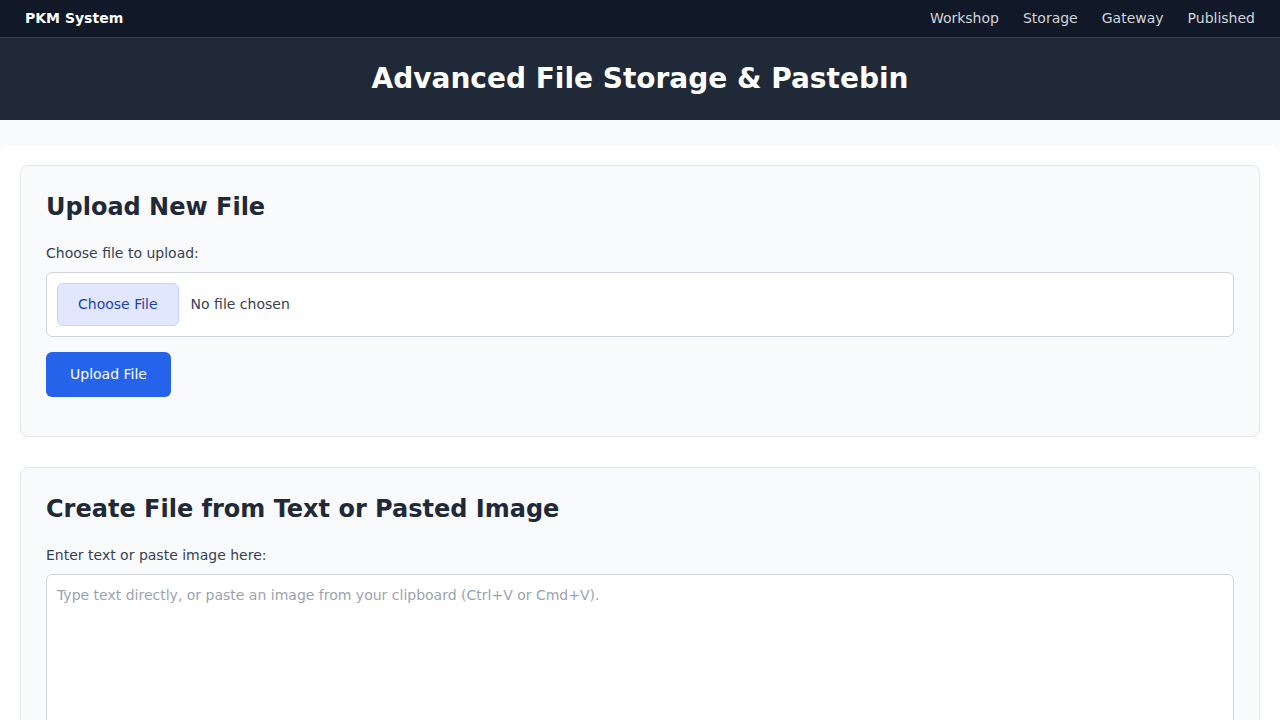 PKM System
Workshop Storage Gateway Published
Advanced File Storage & Pastebin
Upload New File
Choose file to upload:
Choose File No file chosen
Upload File
Create File from Text or Pasted Image
Enter text or paste image here:
Type text directly, or paste an image from your clipboard (Ctrl+V or Cmd+V).